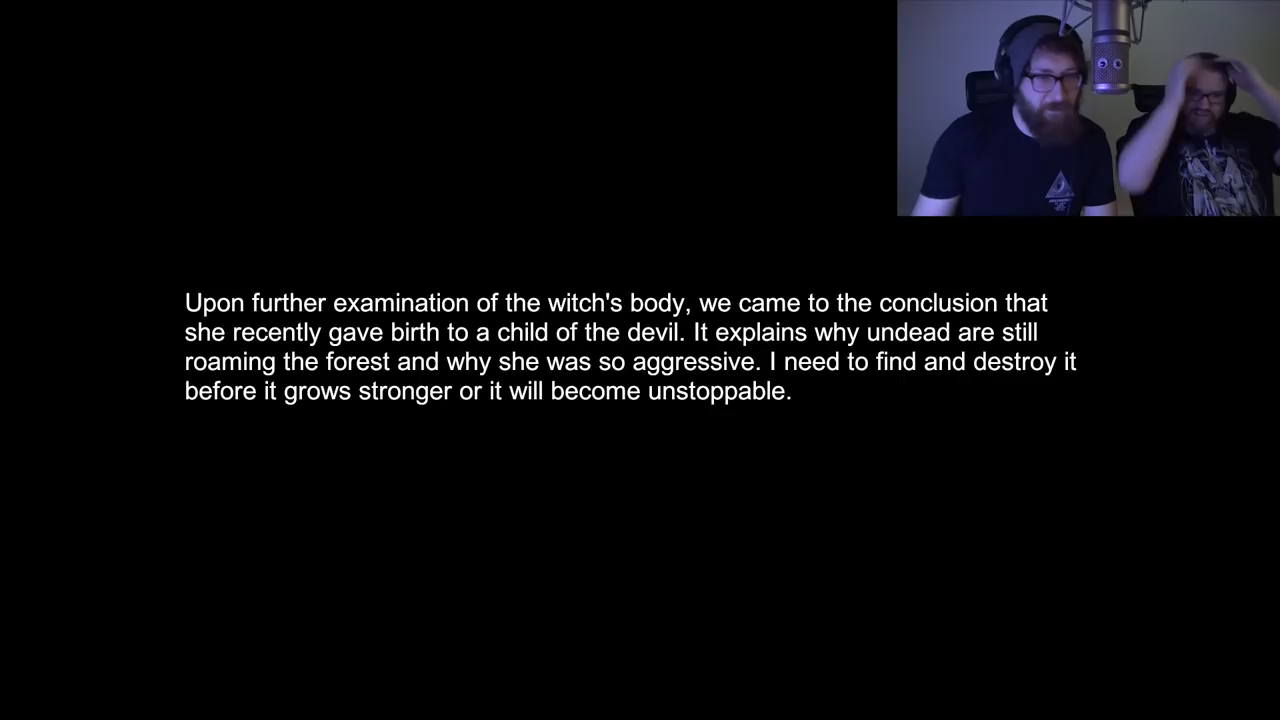 Upon further examination of the witch's body, we came to the conclusion that
she recently gave birth to a child of the devil. It explains why undead are still
roaming the forest and why she was so aggressive. I need to find and destroy it
before it grows stronger or it will become unstoppable.